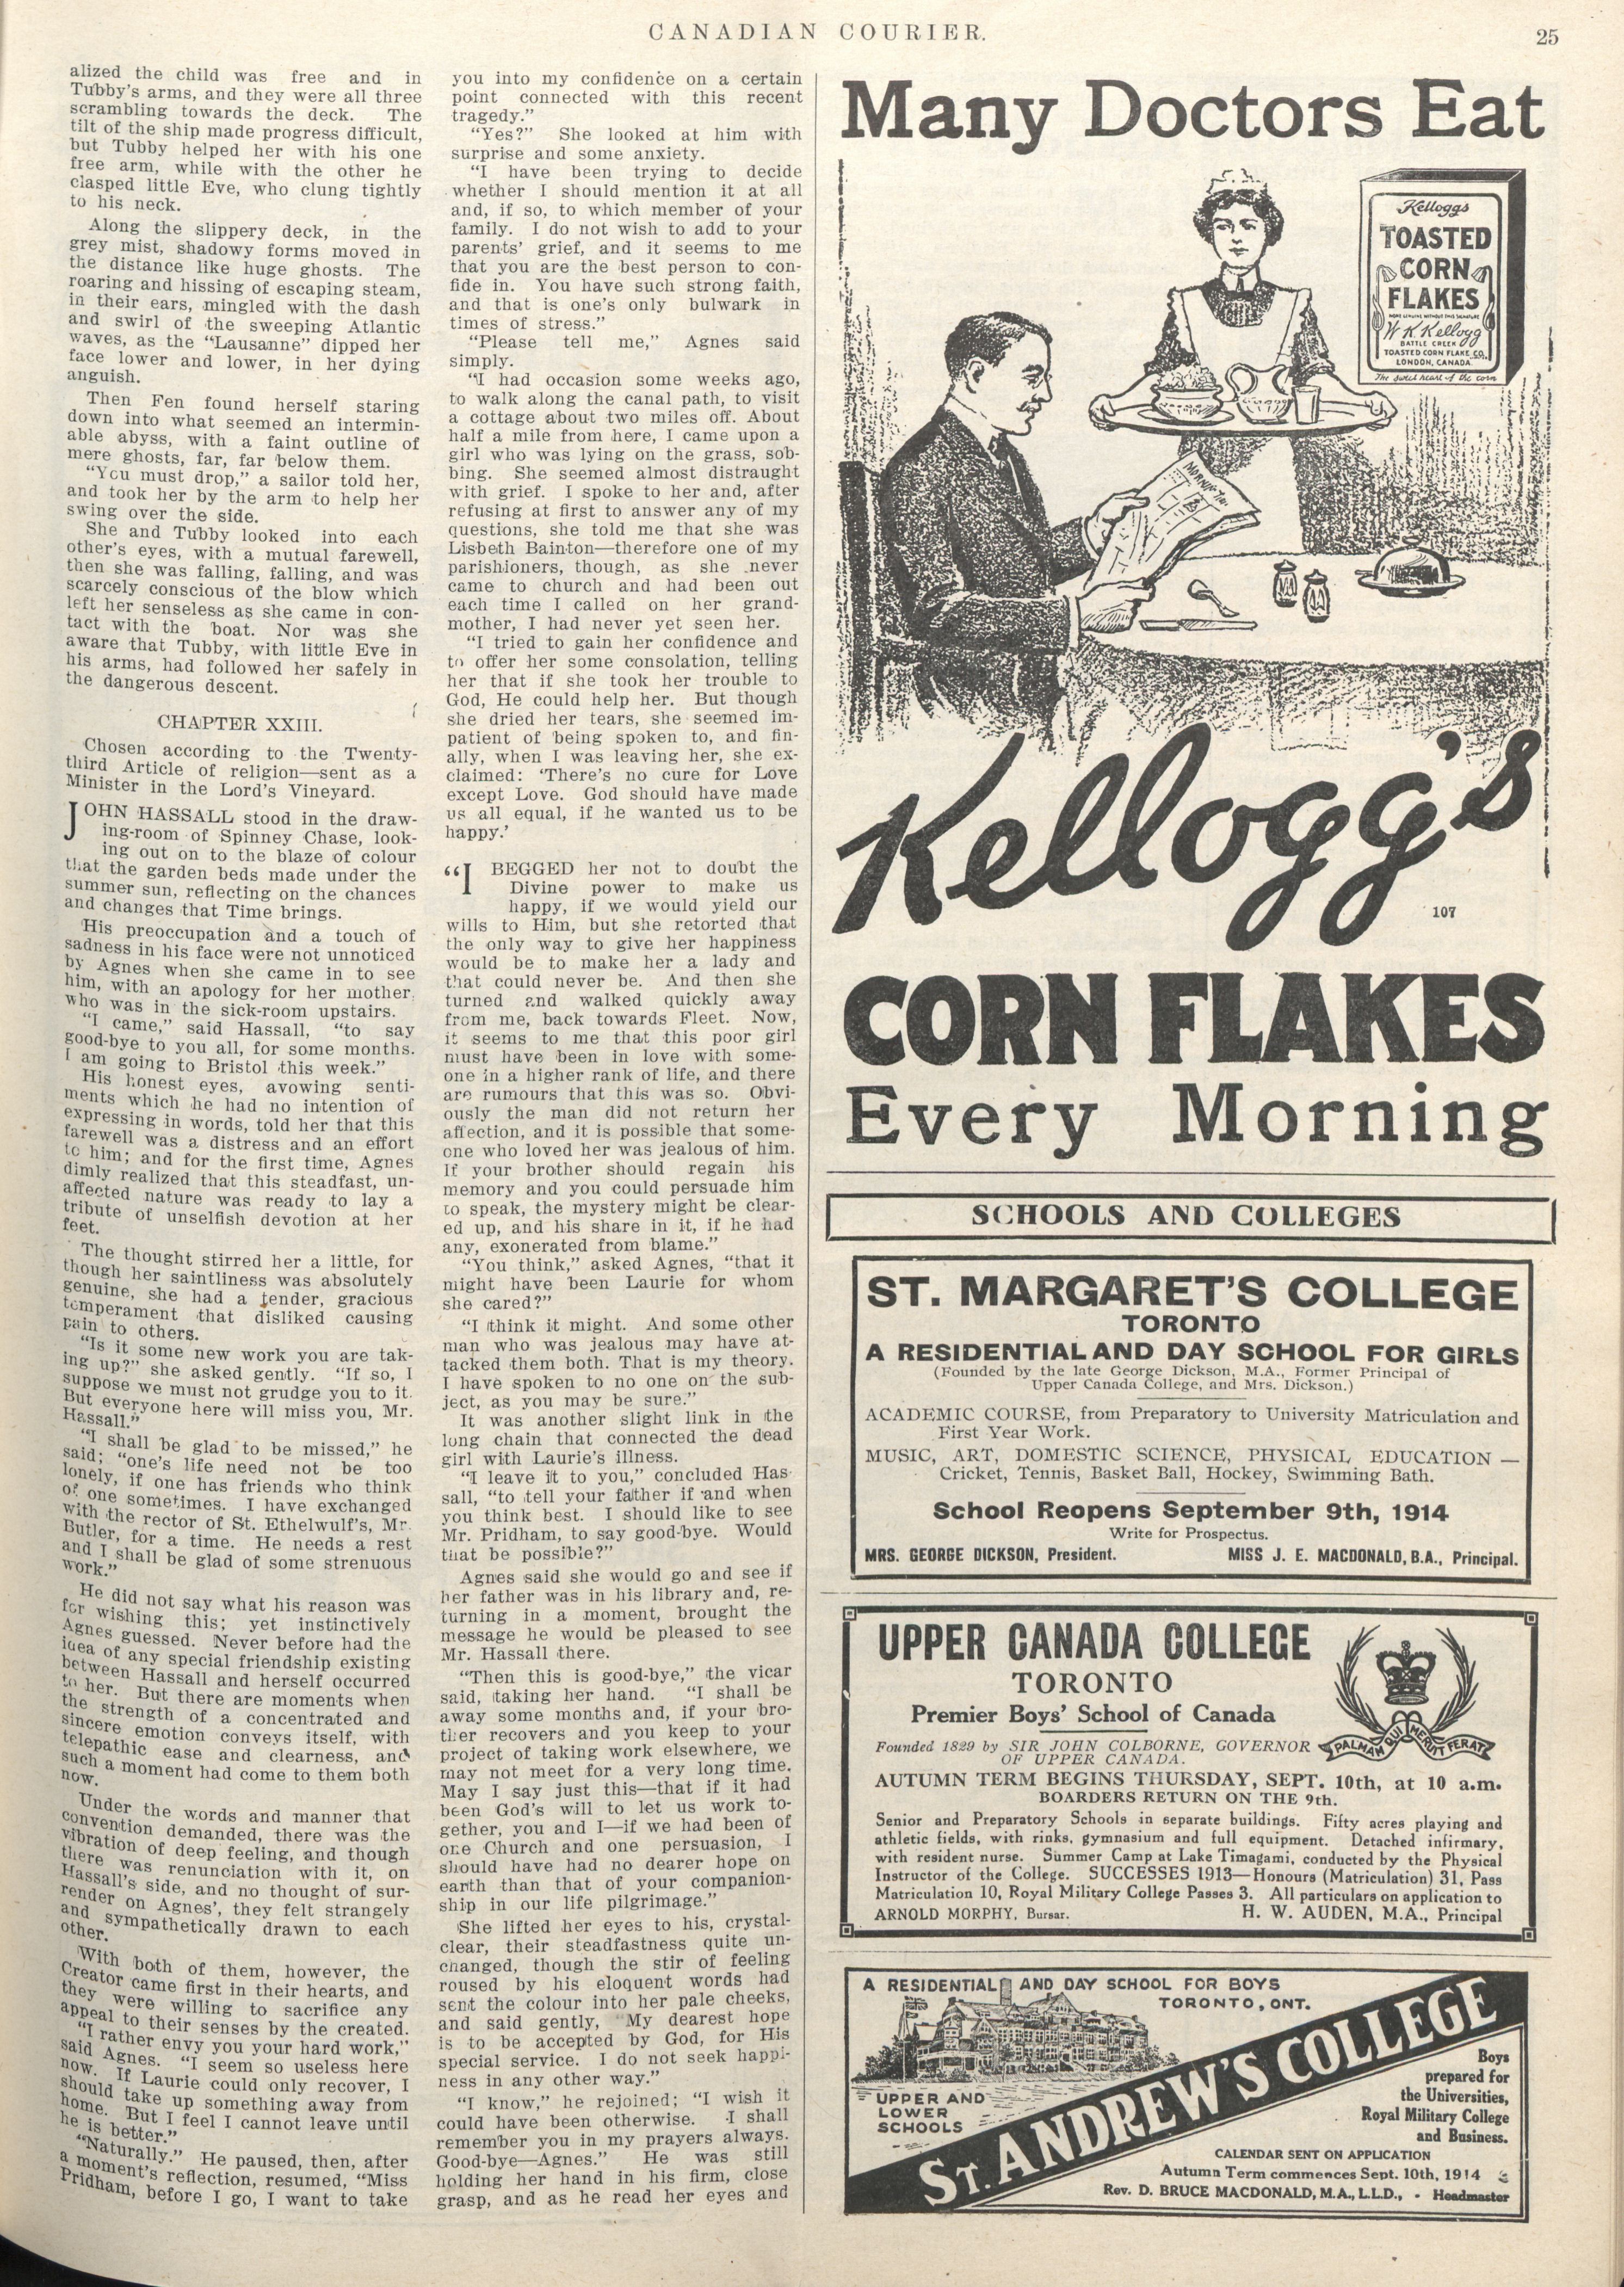 CANADIAN COURIER.
25
alized the child was free and in
Tubby's arms, and they were all three
scrambling towards the deck. The
tilt of the ship made progress difficult,
but Tubby helped her with his one
free arm, while with the other he
clasped little Eve, who clung tightly
to his neck.
Along the slippery deck, in the
grey mist, shadowy forms moved in
the distance like huge ghosts. The
roaring and hissing of escaping steam,
in their ears, mingled with the dash
and swirl of the sweeping Atlantic
waves, as the "Lausanne" dipped her
face lower and lower, in her dying
anguish.
Then Fen found herself staring
down into what seemed an intermin-
able abyss, with a faint outline of
mere ghosts, far, far below them.
"You must drop," a sailor told her,
and took her by the arm to help her
swing over the side.
She and Tubby looked into each
other's eyes, with a mutual farewell,
then she was falling, falling, and was
scarcely conscious of the blow which
left her senseless as she came in con-
tact with the boat. Nor was she
aware that Tubby, with little Eve in
his arms, had followed her safely in
the dangerous descent.
CHAPTER XXIII.
Chosen according to the Twenty-
third Article of religion—sent as a
Minister in the Lord's Vineyard.
JOHN HASSALL stood in the draw-
ing-room of Spinney Chase, look-
ing out on to the blaze of colour
that the garden beds made under the
summer sun, reflecting on the chances
and changes that Time brings.
His preoccupation and a touch of
sadness in his face were not unnoticed
by Agnes when she came in to see
him, with an apology for her mother,
who was in the sick-room upstairs.
"I came," said Hassall, "to say
good-bye to you all, for some months.
I am going to Bristol this week."
His honest eyes, avowing senti-
ments which he had no intention of
expressing in words, told her that this
farewell was a distress and an effort
to him; and for the first time, Agnes
dimly realized that this steadfast, un-
affected nature was ready to lay a
tribute of unselfish devotion at her
feet.
The thought stirred her a little, for
though her saintliness was absolutely
genuine, she had a tender, gracious
temperament that disliked causing
pain to others.
"Is it some new work you are tak-
ing up?" she asked gently. "If so, I
suppose we must not grudge you to it.
But everyone here will miss you, Mr.
Hassall."
"I shall be glad to be missed," he
said; "one's life need not be too
lonely, if one has friends who think
of one sometimes. I have exchanged
with the rector of St. Ethelwulf's, Mr.
Butler, for a time. He needs a rest
and I shall be glad of some strenuous
work."
He did not say what his reason was
for wishing this; yet instinctively
Agnes guessed. Never before had the
idea of any special friendship existing
between Hassall and herself occurred
to her. But there are moments when
the strength of a concentrated and
sincere emotion conveys itself, with
telepathic ease and clearness, and
such a moment had come to them both
now.
Under the words and manner that
convention demanded, there was the
vibration of deep feeling, and though
there was renunciation with it, on
Hassall's side, and no thought of sur-
render on Agnes', they felt strangely
and sympathetically drawn to each
other.
With both of them, however, the
Creator came first in their hearts, and
they were willing to sacrifice any
appeal to their senses by the created.
"I rather envy you your hard work,"
said Agnes. "I seem so useless here
now. If Laurie could only recover, I
should take up something away from
home. But I feel I cannot leave until
he is better."
"Naturally." He paused, then, after
a moment's reflection, resumed, "Miss
Pridham, before I go, I want to take
you into my confidence on a certain
point connected with this recent
tragedy."
"Yes?" She looked at him with
surprise and some anxiety.
"I have been trying to decide
whether I should mention it at all
and, if so, to which member of your
family. I do not wish to add to your
parents' grief, and it seems to me
that you are the best person to con-
fide in. You have such strong faith,
and that is one's only bulwark in
times of stress."
"Please tell me," Agnes said
simply.
"I had occasion some weeks ago,
to walk along the canal path, to visit
a cottage about two miles off. About
half a mile from here, I came upon a
girl who was lying on the grass, sob-
bing. She seemed almost distraught
with grief. I spoke to her and, after
refusing at first to answer any of my
questions, she told me that she was
Lisbeth Bainton—therefore one of my
parishioners, though, as she never
came to church and had been out
each time I called on her grand-
mother, I had never yet seen her.
"I tried to gain her confidence and
to offer her some consolation, telling
her that if she took her trouble to
God, He could help her. But though
she dried her tears, she seemed im-
patient of being spoken to, and fin-
ally, when I was leaving her, she ex-
claimed: 'There's no cure for Love
except Love. God should have made
us all equal, if he wanted us to be
happy.'
"I BEGGED her not to doubt the
Divine power to make us
happy, if we would yield our
wills to Him, but she retorted that
the only way to give her happiness
would be to make her a lady and
that could never be. And then she
turned and walked quickly away
from me, back towards Fleet. Now,
it seems to me that this poor girl
must have been in love with some-
one in a higher rank of life, and there
are rumours that this was so. Obvi-
ously the man did not return her
affection, and it is possible that some-
one who loved her was jealous of him.
If your brother should regain his
memory and you could persuade him
to speak, the mystery might be clear-
ed up, and his share in it, if he had
any, exonerated from blame."
"You think," asked Agnes, "that it
might have been Laurie for whom
she cared?"
"I think it might. And some other
man who was jealous may have at-
tacked them both. That is my theory.
I have spoken to no one on the sub-
ject, as you may be sure."
It was another slight link in the
long chain that connected the dead
girl with Laurie's illness.
"I leave it to you," concluded Has-
sall, "to tell your father if and when
you think best. I should like to see
Mr. Pridham, to say good-bye. Would
that be possible?"
Agnes said she would go and see if
her father was in his library and, re-
turning in a moment, brought the
message he would be pleased to see
Mr. Hassall there.
"Then this is good-bye," the vicar
said, taking her hand. "I shall be
away some months and, if your bro-
ther recovers and you keep to your
project of taking work elsewhere, we
may not meet for a very long time.
May I say just this—that if it had
been God's will to let us work to-
gether, you and I—if we had been of
one Church and one persuasion, I
should have had no dearer hope on
earth than that of your companion-
ship in our life pilgrimage."
She lifted her eyes to his, crystal-
clear, their steadfastness quite un-
changed, though the stir of feeling
roused by his eloquent words had
sent the colour into her pale cheeks,
and said gently, "My dearest hope
is to be accepted by God, for His
special service. I do not seek happi-
ness in any other way."
"I know," he rejoined; "I wish it
could have been otherwise. I shall
remember you in my prayers always.
Good-bye—Agnes." He was still
holding her hand in his firm, close
grasp, and as he read her eyes and
Many Doctors Eat
Kelloggs
TOASTED
CORN
FLAKES
NONE GENUINE WITHOUT THIS SIGNATURE
W K Kellogg
BATTLE CREEK
TOASTED CORN FLAKE CO.
LONDON, CANADA.
The sweet heart of the corn
Kellogg's
107
CORN FLAKES
Every Morning
SCHOOLS AND COLLEGES
ST. MARGARET'S COLLEGE
TORONTO
A RESIDENTIAL AND DAY SCHOOL FOR GIRLS
(Founded by the late George Dickson, M.A., Former Principal of
Upper Canada College, and Mrs. Dickson.)
ACADEMIC COURSE, from Preparatory to University Matriculation and
First Year Work.
MUSIC, ART, DOMESTIC SCIENCE, PHYSICAL EDUCATION —
Cricket, Tennis, Basket Ball, Hockey, Swimming Bath.
School Reopens September 9th, 1914
Write for Prospectus.
MRS. GEORGE DICKSON, President. MISS J. E. MACDONALD, B.A., Principal.
UPPER CANADA COLLEGE
TORONTO
Premier Boys' School of Canada
Founded 1829 by SIR JOHN COLBORNE, GOVERNOR
OF UPPER CANADA.
PALMAM QUI MERUIT FERAT
AUTUMN TERM BEGINS THURSDAY, SEPT. 10th, at 10 a.m.
BOARDERS RETURN ON THE 9th.
Senior and Preparatory Schools in separate buildings. Fifty acres playing and
athletic fields, with rinks, gymnasium and full equipment. Detached infirmary,
with resident nurse. Summer Camp at Lake Timagami, conducted by the Physical
Instructor of the College. SUCCESSES 1913—Honours (Matriculation) 31, Pass
Matriculation 10, Royal Military College Passes 3. All particulars on application to
ARNOLD MORPHY, Bursar. H. W. AUDEN, M.A., Principal
A RESIDENTIAL AND DAY SCHOOL FOR BOYS
TORONTO, ONT.
ST. ANDREW'S COLLEGE
UPPER AND
LOWER
SCHOOLS
Boys
prepared for
the Universities,
Royal Military College
and Business.
CALENDAR SENT ON APPLICATION
Autumn Term commences Sept. 10th, 1914
Rev. D. BRUCE MACDONALD, M.A., L.L.D., - Headmaster